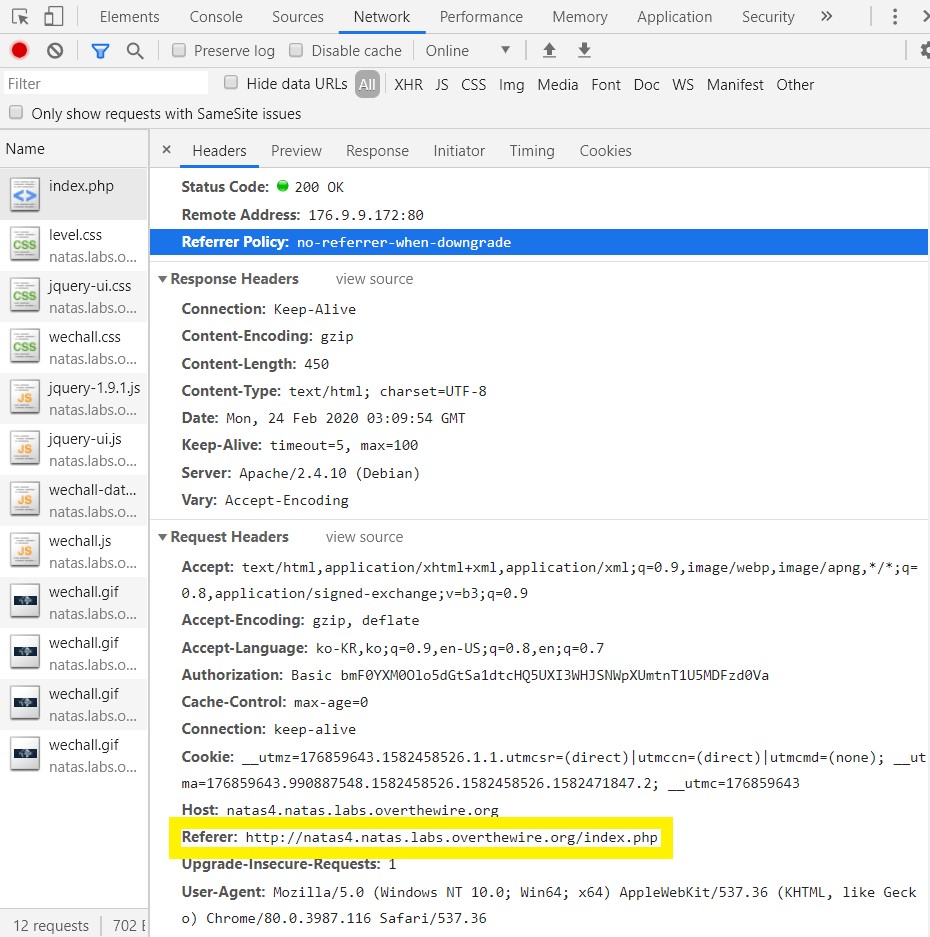 Elements Console Sources Network Performance Memory Application Security »
Preserve log Disable cache Online ▼
Filter Hide data URLs All XHR JS CSS Img Media Font Doc WS Manifest Other
Only show requests with SameSite issues
Name
× Headers Preview Response Initiator Timing Cookies
index.php
level.css
natas.labs.o...
jquery-ui.css
natas.labs.o...
wechall.css
natas.labs.o...
jquery-1.9.1.js
natas.labs.o...
jquery-ui.js
natas.labs.o...
wechall-dat...
natas.labs.o...
wechall.js
natas.labs.o...
wechall.gif
natas.labs.o...
wechall.gif
natas.labs.o...
wechall.gif
natas.labs.o...
wechall.gif
natas.labs.o...
12 requests 702 B
Status Code: 200 OK
Remote Address: 176.9.9.172:80
Referrer Policy: no-referrer-when-downgrade
▼ Response Headers view source
Connection: Keep-Alive
Content-Encoding: gzip
Content-Length: 450
Content-Type: text/html; charset=UTF-8
Date: Mon, 24 Feb 2020 03:09:54 GMT
Keep-Alive: timeout=5, max=100
Server: Apache/2.4.10 (Debian)
Vary: Accept-Encoding
▼ Request Headers view source
Accept: text/html,application/xhtml+xml,application/xml;q=0.9,image/webp,image/apng,*/*;q=
0.8,application/signed-exchange;v=b3;q=0.9
Accept-Encoding: gzip, deflate
Accept-Language: ko-KR,ko;q=0.9,en-US;q=0.8,en;q=0.7
Authorization: Basic bmF0YXM0Olo5dGtSa1dtcHQ5UXI3WHJSNWpXUmtnT1U5MDFzd0Va
Cache-Control: max-age=0
Connection: keep-alive
Cookie: __utmz=176859643.1582458526.1.1.utmcsr=(direct)|utmccn=(direct)|utmcmd=(none); __ut
ma=176859643.990887548.1582458526.1582458526.1582471847.2; __utmc=176859643
Host: natas4.natas.labs.overthewire.org
Referer: http://natas4.natas.labs.overthewire.org/index.php
Upgrade-Insecure-Requests: 1
User-Agent: Mozilla/5.0 (Windows NT 10.0; Win64; x64) AppleWebKit/537.36 (KHTML, like Geck
o) Chrome/80.0.3987.116 Safari/537.36